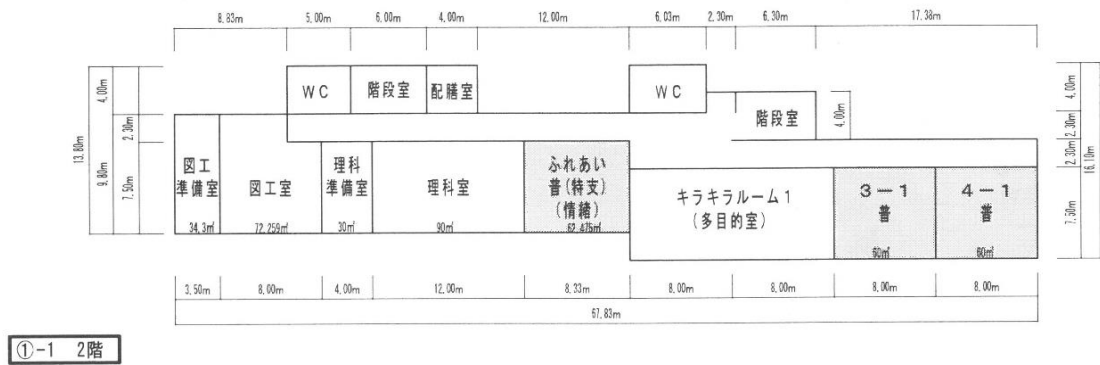 8.83m 5.00m 6.00m 4.00m 12.00m 6.03m 2.30m 6.30m 17.38m
WC 階段室 配膳室 WC
階段室
4.00m
13.80m
4.00m
9.80m
2.30m
7.50m
図工
準備室
34.3㎡
図工室
72.259㎡
理科
準備室
30㎡
理科室
90㎡
ふれあい
普(特支)
(情緒)
62.475㎡
キラキラルーム1
(多目的室)
3-1
普
60㎡
4-1
普
60㎡
4.00m
2.30m
2.30m
7.50m
16.10m
3.50m 8.00m 4.00m 12.00m 8.33m 8.00m 8.00m 8.00m 8.00m
67.83m
①-1 2階